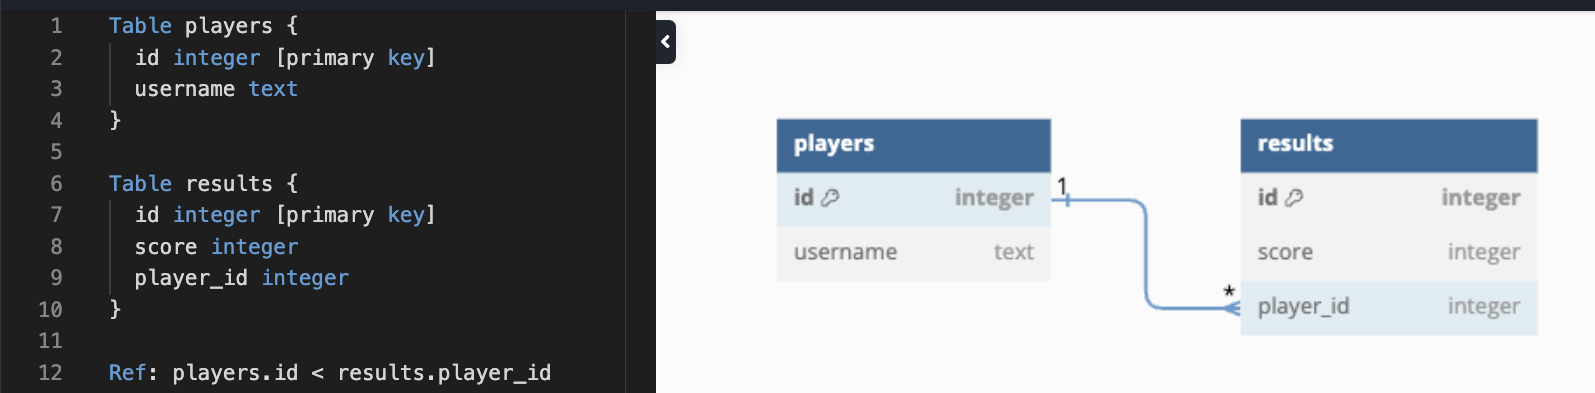 1 Table players {
2 id integer [primary key]
3 username text
4 }
5
6 Table results {
7 id integer [primary key]
8 score integer
9 player_id integer
10 }
11
12 Ref: players.id < results.player_id
players
id integer
username text
1
*
results
id integer
score integer
player_id integer